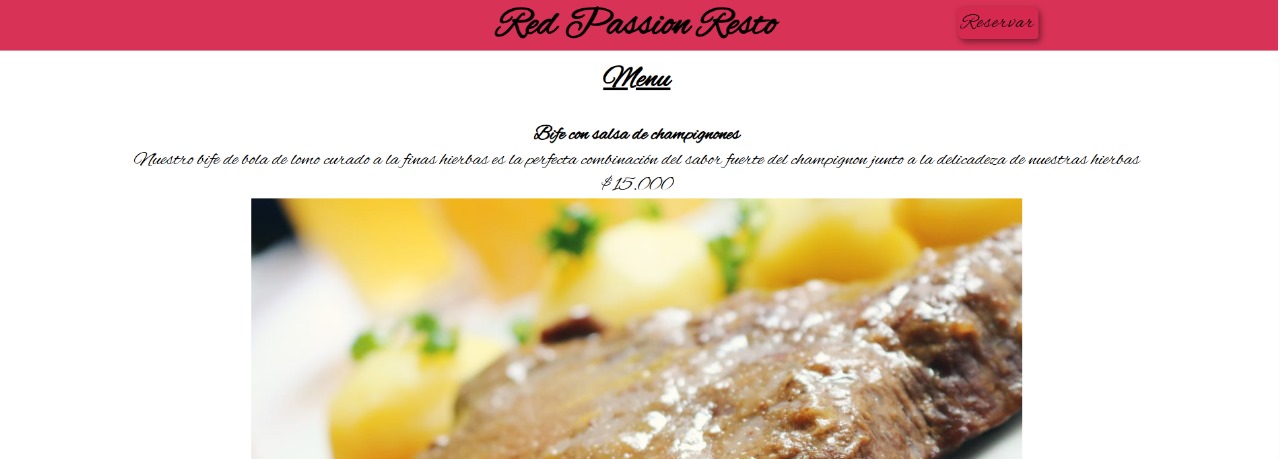 Red Passion Resto
Reservar
Menu
Bife con salsa de champignones
Nuestro bife de bola de lomo curado a la finas hierbas es la perfecta combinación del sabor fuerte del champignon junto a la delicadeza de nuestras hierbas
$15.000